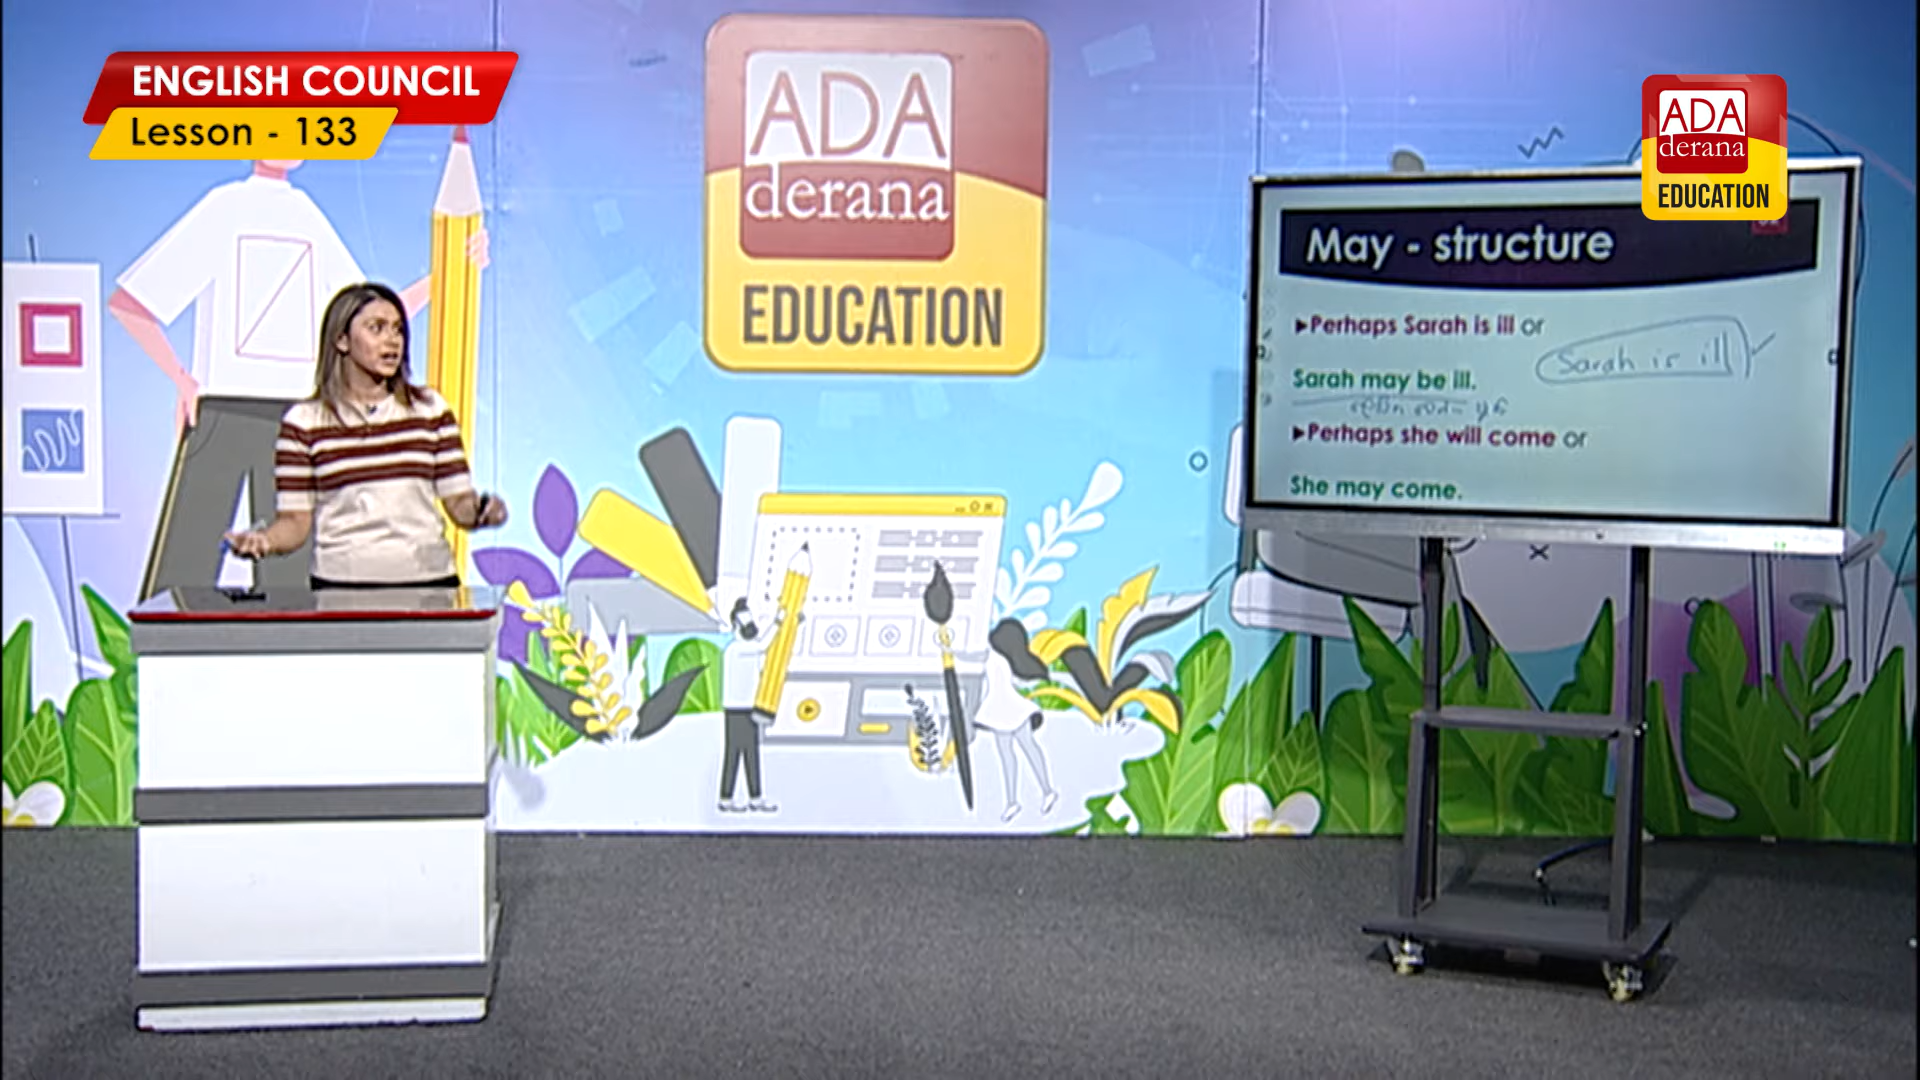 ENGLISH COUNCIL
Lesson - 133
ADA
derana
EDUCATION
ADA
derana
EDUCATION
May - structure
▸Perhaps Sarah is ill or
Sarah is ill
Sarah may be ill.
▸Perhaps she will come or
She may come.